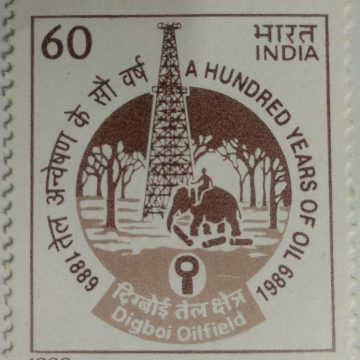 60
भारत
INDIA
1889 तेल अन्वेषण के सौ वर्ष
A HUNDRED YEARS OF OIL 1989
दिग्बोई तेल क्षेत्र
Digboi Oilfield